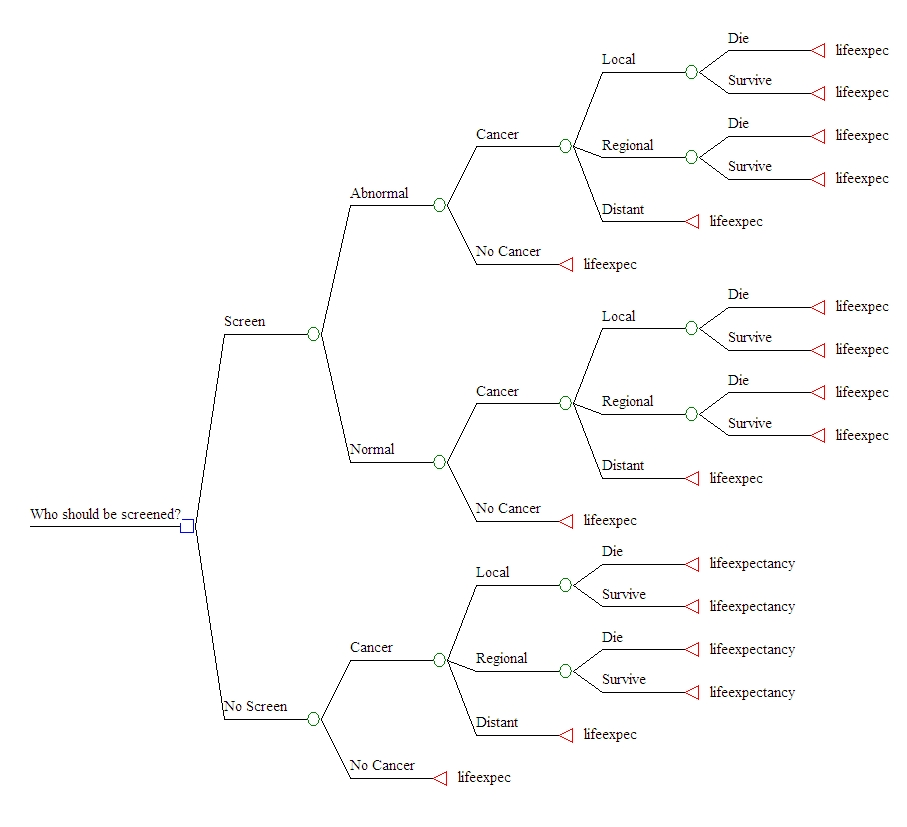 Die
lifeexpec
Local
Survive
lifeexpec
Die
Cancer
lifeexpec
Regional
Survive
lifeexpec
Abnormal
Distant
lifeexpec
No Cancer
lifeexpec
Die
lifeexpec
Screen
Local
Survive
lifeexpec
Die
Cancer
lifeexpec
Regional
Survive
lifeexpec
Normal
Distant
lifeexpec
No Cancer
lifeexpec
Who should be screened?
Die
lifeexpectancy
Local
Survive
lifeexpectancy
Die
Cancer
lifeexpectancy
Regional
Survive
lifeexpectancy
No Screen
Distant
lifeexpec
No Cancer
lifeexpec